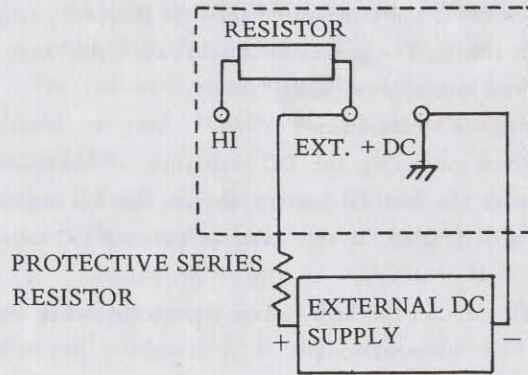 RESISTOR
HI
EXT. + DC
PROTECTIVE SERIES
RESISTOR
EXTERNAL DC
+ SUPPLY −